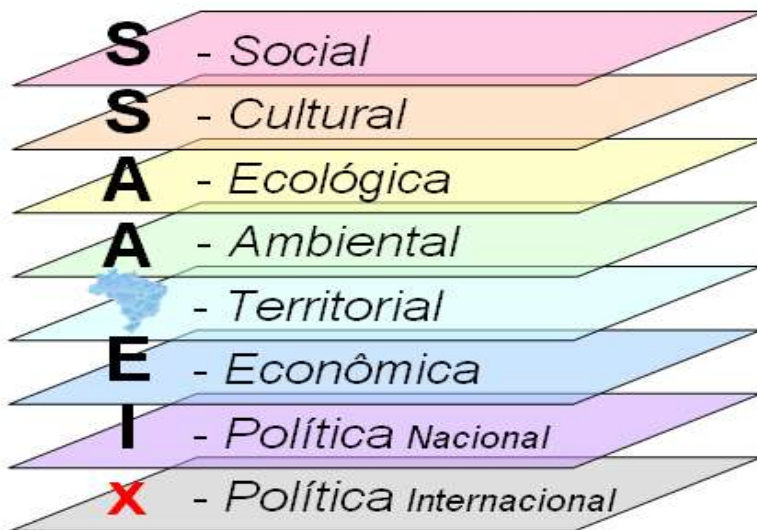 S - Social
S - Cultural
A - Ecológica
A - Ambiental
- Territorial
E - Econômica
I - Política Nacional
x - Política Internacional